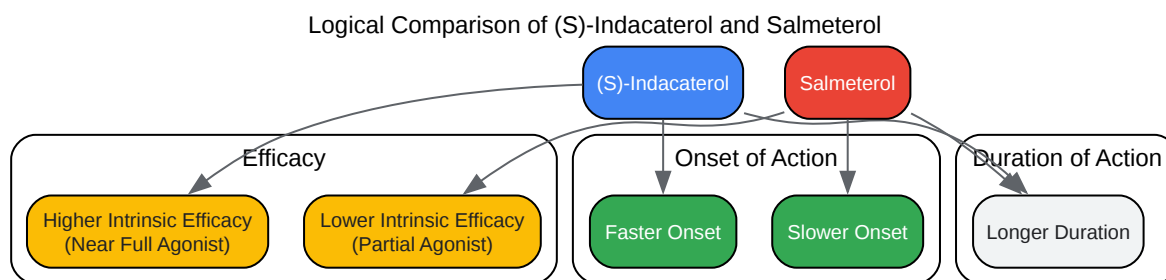 Logical Comparison of (S)-Indacaterol and Salmeterol
(S)-Indacaterol
Salmeterol
Efficacy
Onset of Action
Duration of Action
Higher Intrinsic Efficacy
(Near Full Agonist)
Lower Intrinsic Efficacy
(Partial Agonist)
Faster Onset
Slower Onset
Longer Duration